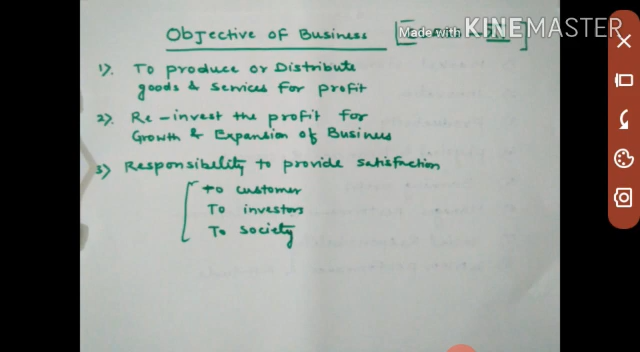 Objective of Business
Made with KINEMASTER
1). To produce or Distribute
goods & services for profit
2). Re-invest the profit for
Growth & Expansion of Business
3) Responsibility to provide satisfaction
to customer
To investors
To society